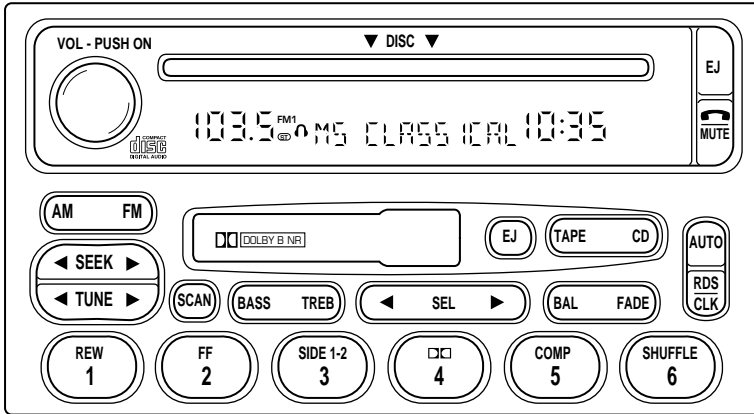 VOL - PUSH ON
▼ DISC ▼
EJ
103.5 FM1 ST MS CLASSICAL 10:35
COMPACT
disc
DIGITAL AUDIO
MUTE
AM FM
DOLBY B NR
EJ
TAPE CD
AUTO
◀ SEEK ▶
RDS
CLK
◀ TUNE ▶
SCAN
BASS TREB
◀ SEL ▶
BAL FADE
REW
1
FF
2
SIDE 1-2
3
4
COMP
5
SHUFFLE
6